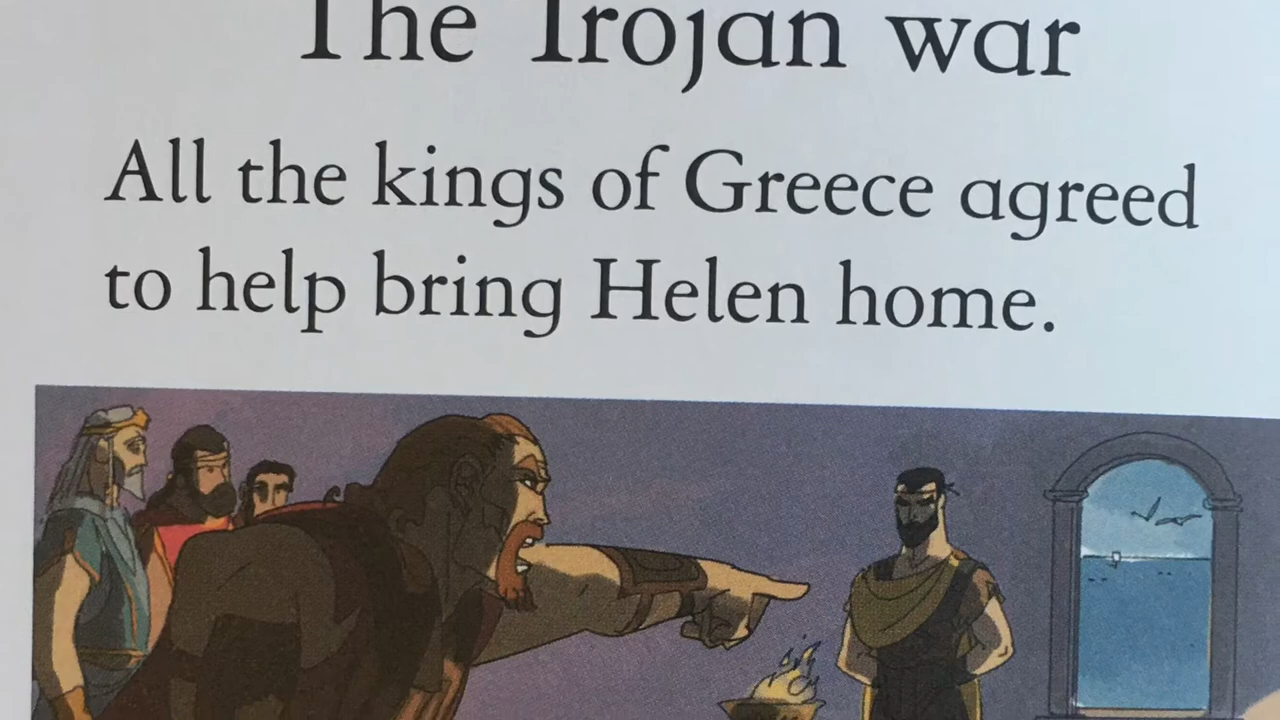 The Trojan war
All the kings of Greece agreed
to help bring Helen home.